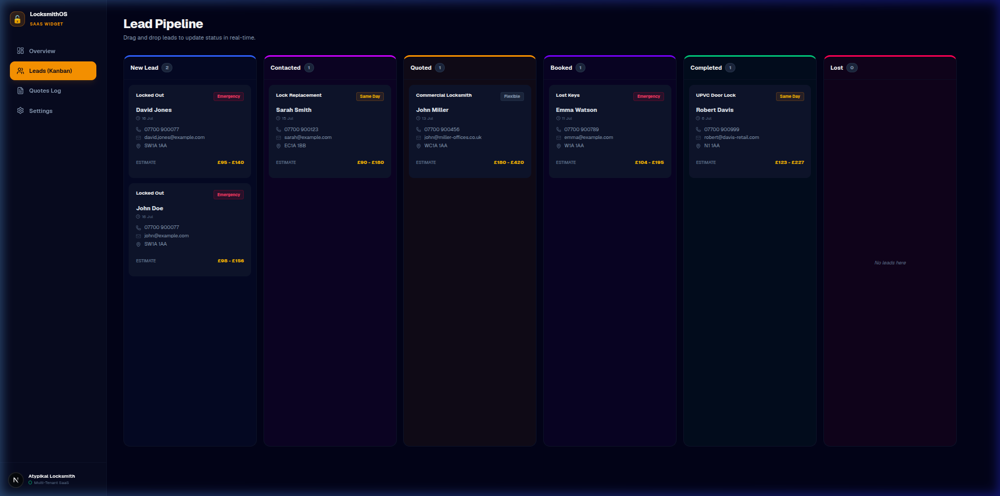 LocksmithOS
SAAS WIDGET
Overview
Leads (Kanban)
Quotes Log
Settings
Atypikal Locksmith
Multi-Tenant SaaS
Lead Pipeline
Drag and drop leads to update status in real-time.
New Lead 2
Locked Out Emergency
David Jones
16 Jul
07700 900077
david.jones@example.com
SW1A 1AA
ESTIMATE £95 - £140
Locked Out Emergency
John Doe
16 Jul
07700 900077
john@example.com
SW1A 1AA
ESTIMATE £98 - £156
Contacted 1
Lock Replacement Same Day
Sarah Smith
15 Jul
07700 900123
sarah@example.com
EC1A 1BB
ESTIMATE £90 - £180
Quoted 1
Commercial Locksmith Flexible
John Miller
13 Jul
07700 900456
john@miller-offices.co.uk
WC1A 1AA
ESTIMATE £180 - £420
Booked 1
Lost Keys Emergency
Emma Watson
11 Jul
07700 900789
emma@example.com
W1A 1AA
ESTIMATE £104 - £195
Completed 1
UPVC Door Lock Same Day
Robert Davis
6 Jul
07700 900999
robert@davis-retail.com
N1 1AA
ESTIMATE £123 - £227
Lost 0
No leads here